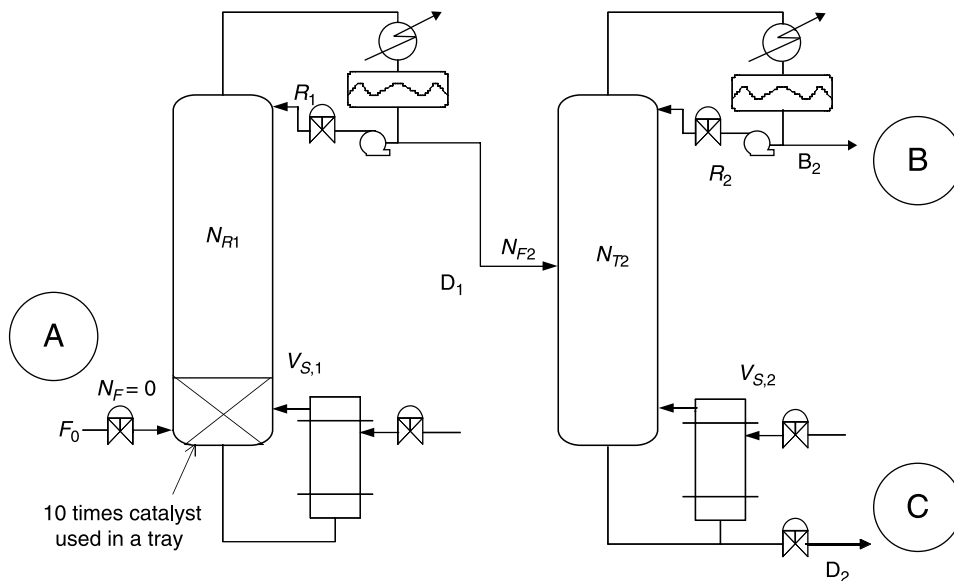 R1
B
R2
B2
NR1
NF2
NT2
D1
A
VS,1
VS,2
NF = 0
F0
10 times catalyst
used in a tray
C
D2